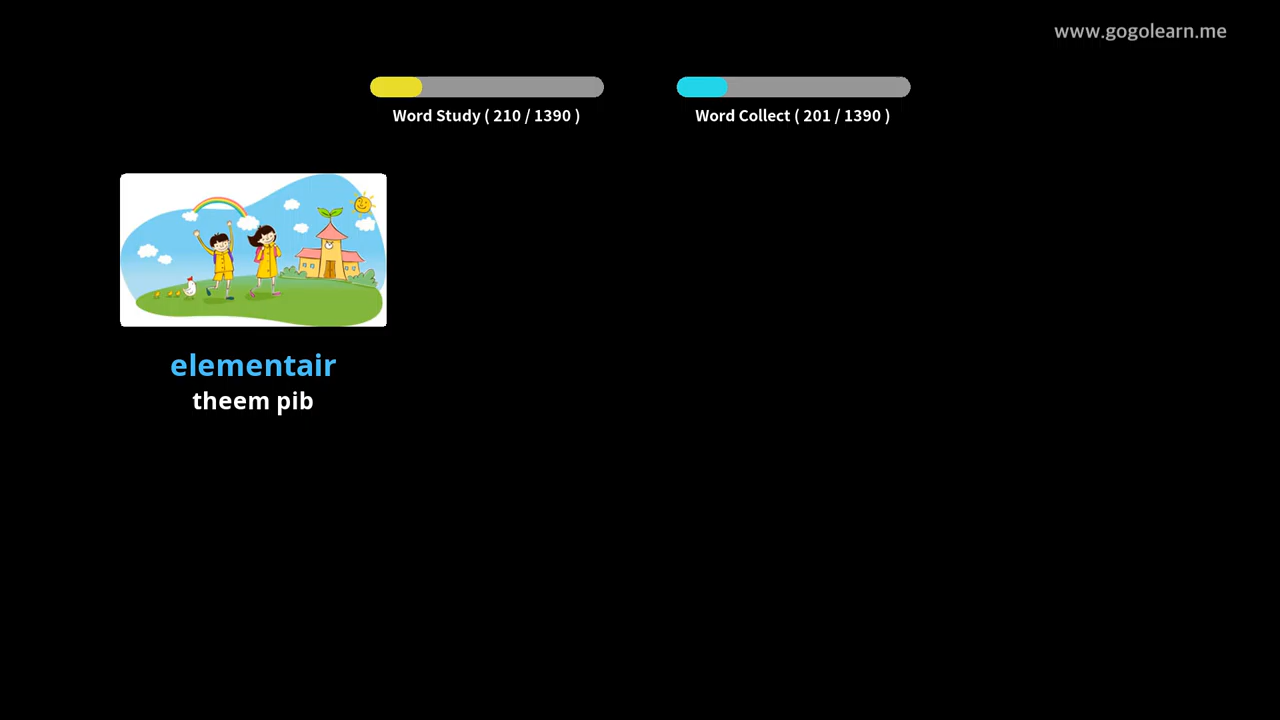 www.gogolearn.me
Word Study ( 210 / 1390 )
Word Collect ( 201 / 1390 )
elementair
theem pib